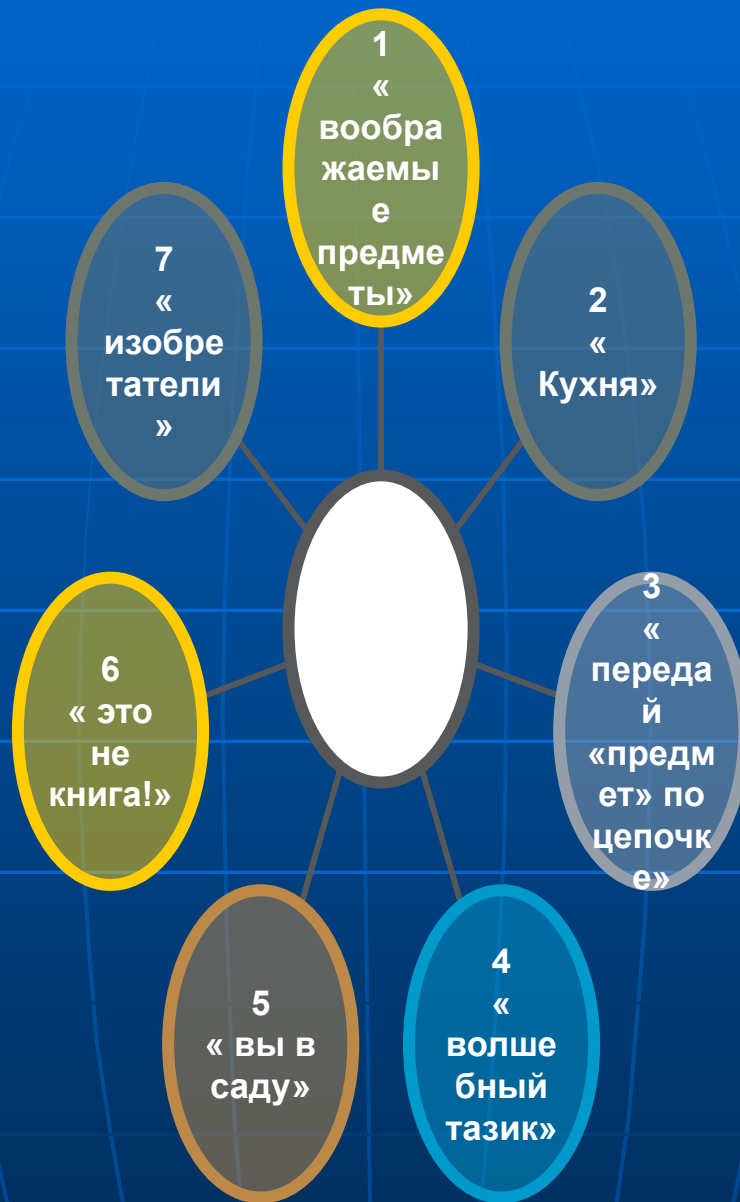 1
«
вообра
жаемы
е
предме
ты»
2
«
Кухня»
3
«
переда
й
«предм
ет» по
цепочк
е»
4
«
волше
бный
тазик»
5
« вы в
саду»
6
« это
не
книга!»
7
«
изобре
татели
»